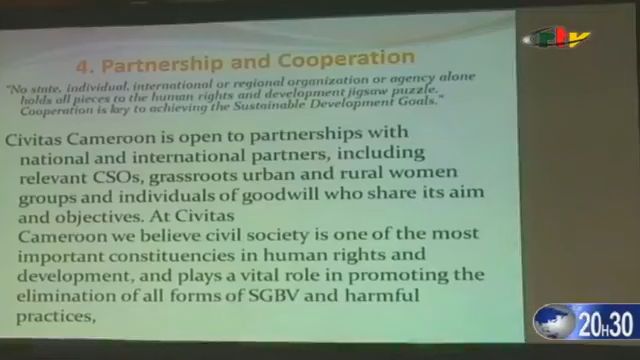 4. Partnership and Cooperation
"No state, individual, international or regional organization or agency alone
holds all pieces to the human rights and development jigsaw puzzle.
Cooperation is key to achieving the Sustainable Development Goals."
Civitas Cameroon is open to partnerships with
national and international partners, including
relevant CSOs, grassroots urban and rural women
groups and individuals of goodwill who share its aim
and objectives. At Civitas
Cameroon we believe civil society is one of the most
important constituencies in human rights and
development, and plays a vital role in promoting the
elimination of all forms of SGBV and harmful
practices,
20H30